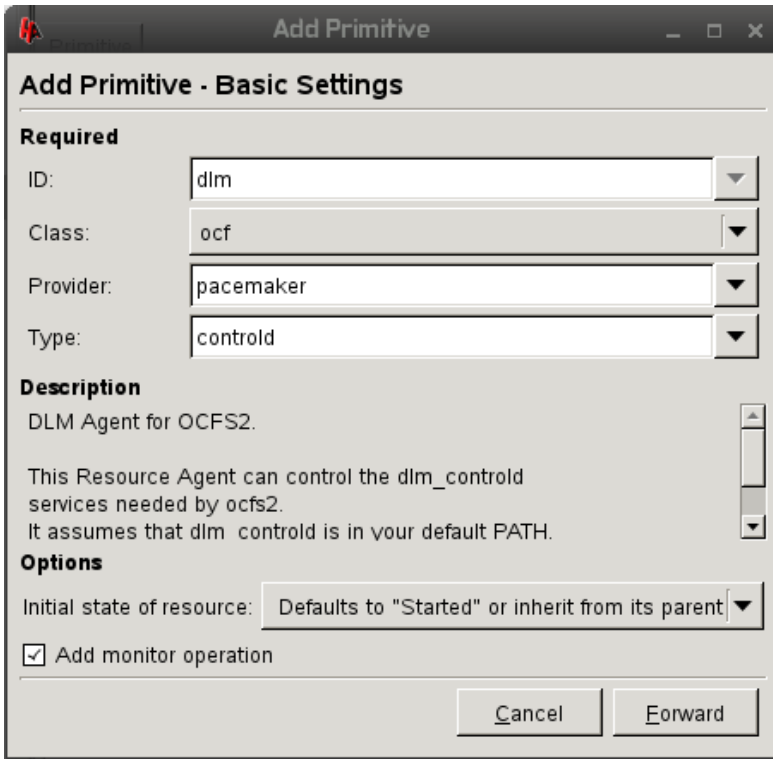 Add Primitive
Primitive
Add Primitive - Basic Settings
Required
ID: dlm
Class: ocf
Provider: pacemaker
Type: controld
Description
DLM Agent for OCFS2.
This Resource Agent can control the dlm_controld
services needed by ocfs2.
It assumes that dlm_controld is in your default PATH.
Options
Initial state of resource: Defaults to "Started" or inherit from its parent
Add monitor operation
Cancel Forward